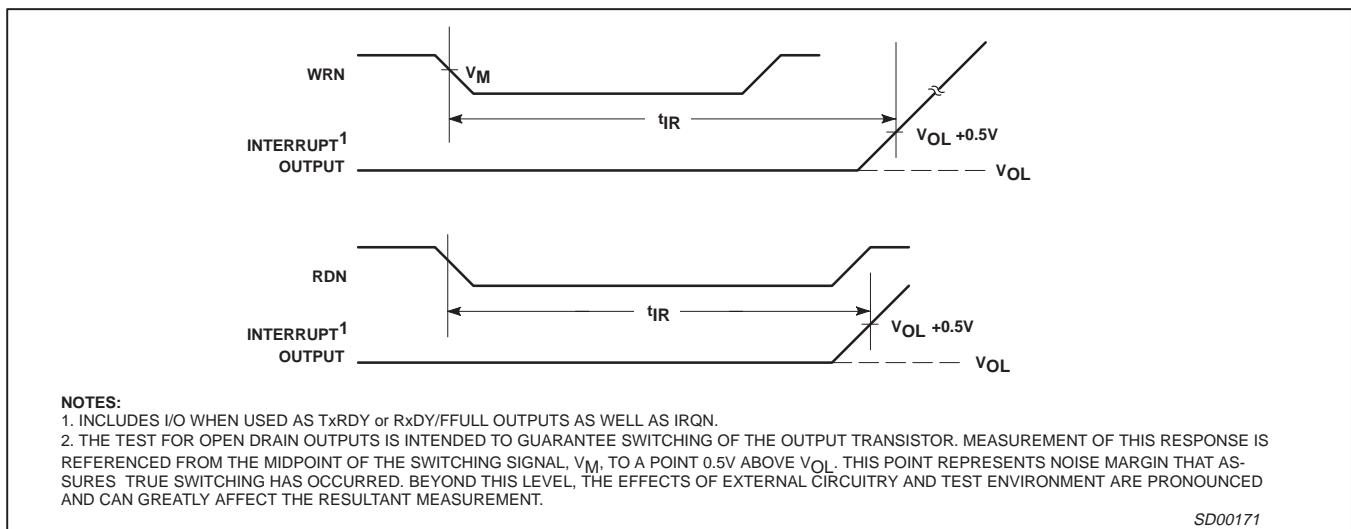 WRN
VM
tIR
INTERRUPT1
OUTPUT
VOL +0.5V
VOL
RDN
tIR
INTERRUPT1
OUTPUT
VOL +0.5V
VOL
NOTES:
1. INCLUDES I/O WHEN USED AS TxRDY or RxDY/FFULL OUTPUTS AS WELL AS IRQN.
2. THE TEST FOR OPEN DRAIN OUTPUTS IS INTENDED TO GUARANTEE SWITCHING OF THE OUTPUT TRANSISTOR. MEASUREMENT OF THIS RESPONSE IS
REFERENCED FROM THE MIDPOINT OF THE SWITCHING SIGNAL, VM, TO A POINT 0.5V ABOVE VOL. THIS POINT REPRESENTS NOISE MARGIN THAT AS-
SURES TRUE SWITCHING HAS OCCURRED. BEYOND THIS LEVEL, THE EFFECTS OF EXTERNAL CIRCUITRY AND TEST ENVIRONMENT ARE PRONOUNCED
AND CAN GREATLY AFFECT THE RESULTANT MEASUREMENT.
SD00171